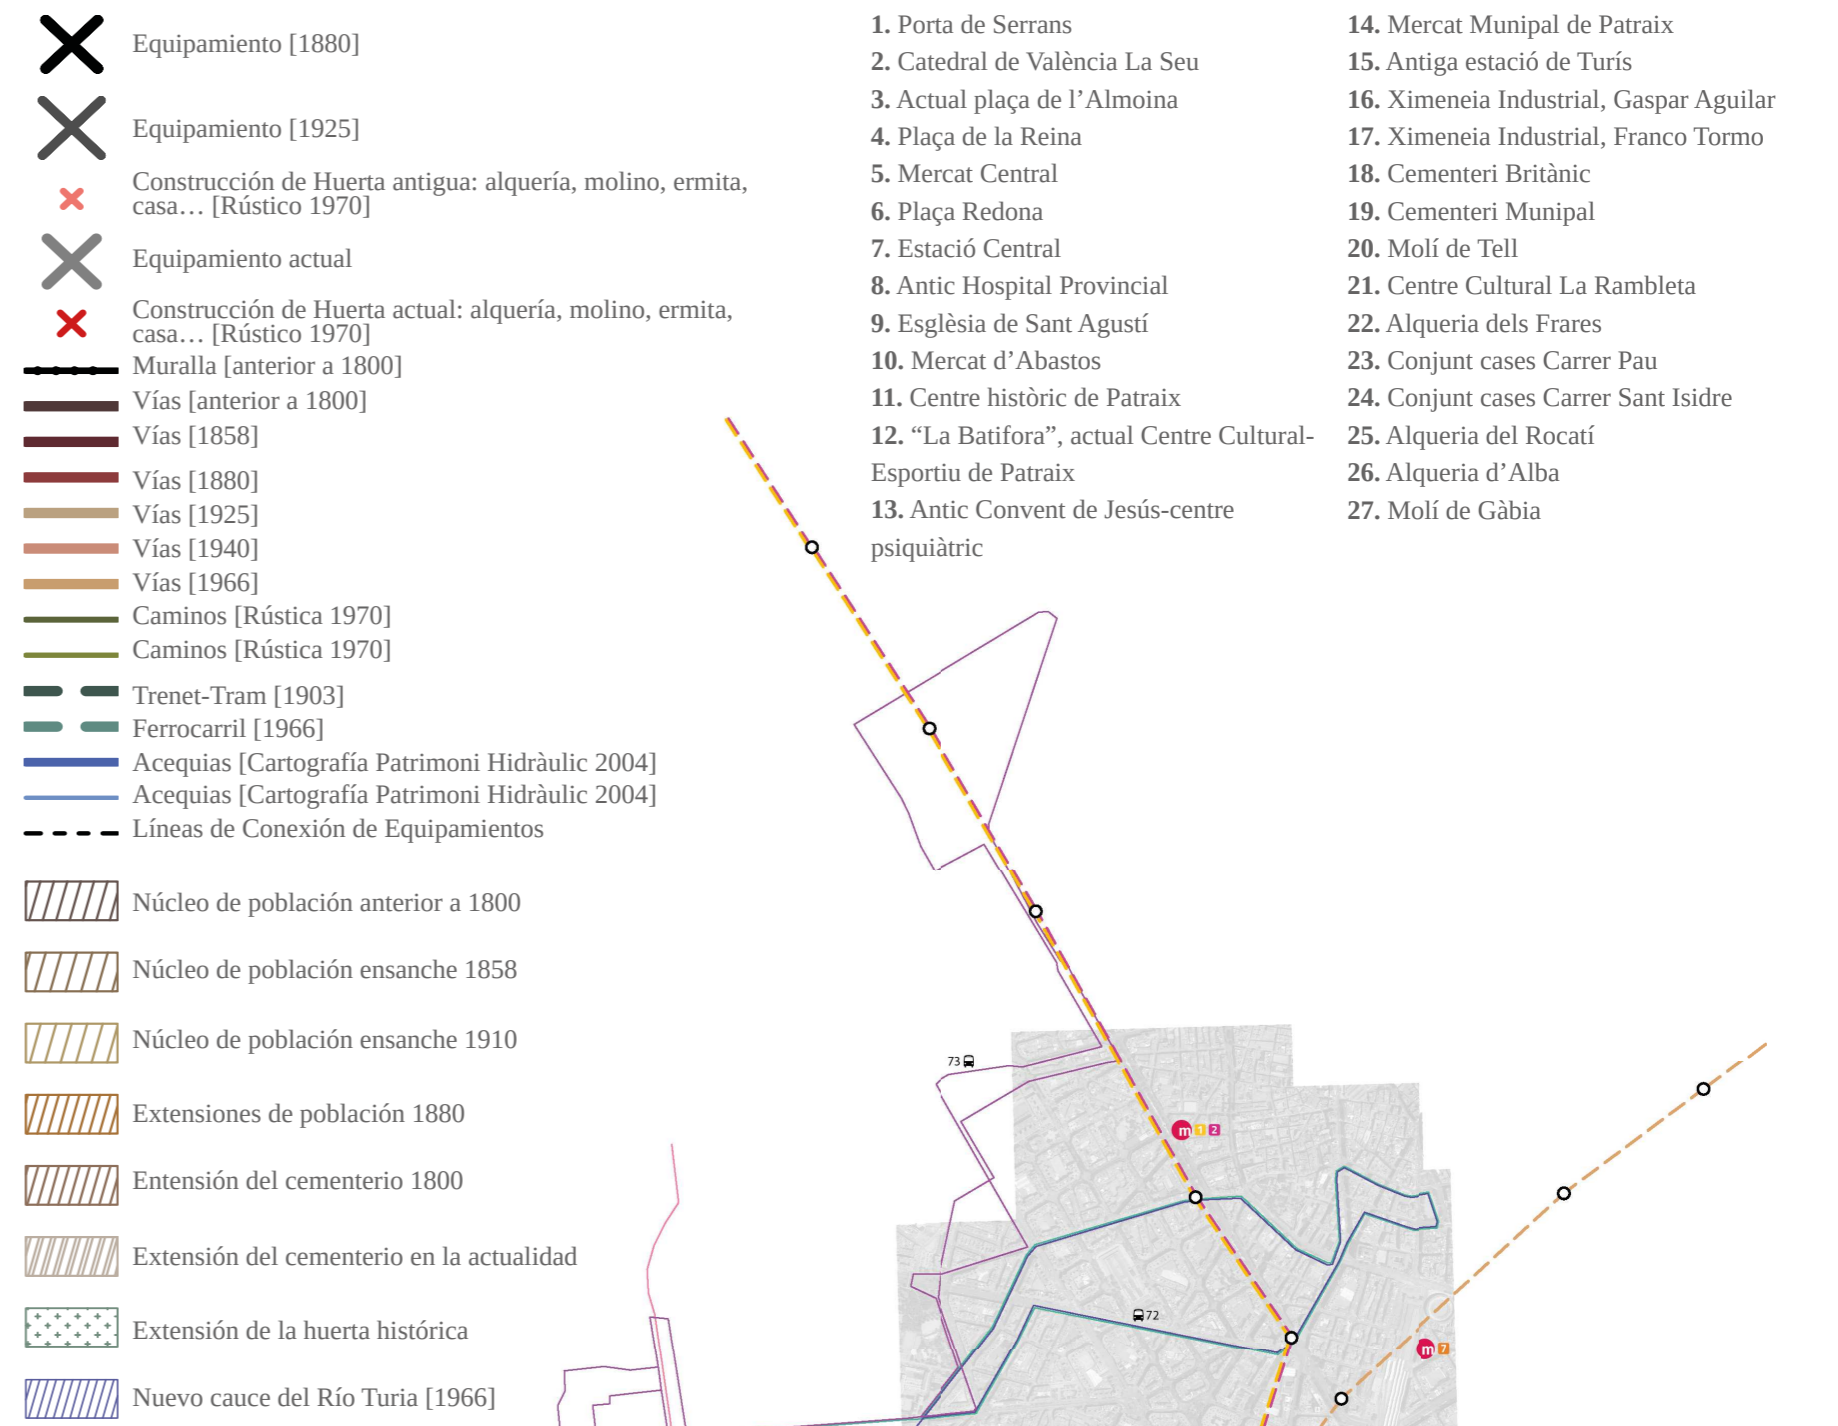 Equipamiento [1880]
Equipamiento [1925]
Construcción de Huerta antigua: alquería, molino, ermita,
casa… [Rústico 1970]
Equipamiento actual
Construcción de Huerta actual: alquería, molino, ermita,
casa… [Rústico 1970]
Muralla [anterior a 1800]
Vías [anterior a 1800]
Vías [1858]
Vías [1880]
Vías [1925]
Vías [1940]
Vías [1966]
Caminos [Rústica 1970]
Caminos [Rústica 1970]
Trenet-Tram [1903]
Ferrocarril [1966]
Acequias [Cartografía Patrimoni Hidràulic 2004]
Acequias [Cartografía Patrimoni Hidràulic 2004]
Líneas de Conexión de Equipamientos
Núcleo de población anterior a 1800
Núcleo de población ensanche 1858
Núcleo de población ensanche 1910
Extensiones de población 1880
Entensión del cementerio 1800
Extensión del cementerio en la actualidad
Extensión de la huerta histórica
Nuevo cauce del Río Turia [1966]
1. Porta de Serrans
2. Catedral de València La Seu
3. Actual plaça de l’Almoina
4. Plaça de la Reina
5. Mercat Central
6. Plaça Redona
7. Estació Central
8. Antic Hospital Provincial
9. Esglèsia de Sant Agustí
10. Mercat d’Abastos
11. Centre històric de Patraix
12. “La Batifora”, actual Centre Cultural-
Esportiu de Patraix
13. Antic Convent de Jesús-centre
psiquiàtric
14. Mercat Munipal de Patraix
15. Antiga estació de Turís
16. Ximeneia Industrial, Gaspar Aguilar
17. Ximeneia Industrial, Franco Tormo
18. Cementeri Britànic
19. Cementeri Munipal
20. Molí de Tell
21. Centre Cultural La Rambleta
22. Alqueria dels Frares
23. Conjunt cases Carrer Pau
24. Conjunt cases Carrer Sant Isidre
25. Alqueria del Rocatí
26. Alqueria d’Alba
27. Molí de Gàbia
73
m 1 2
72
m 7